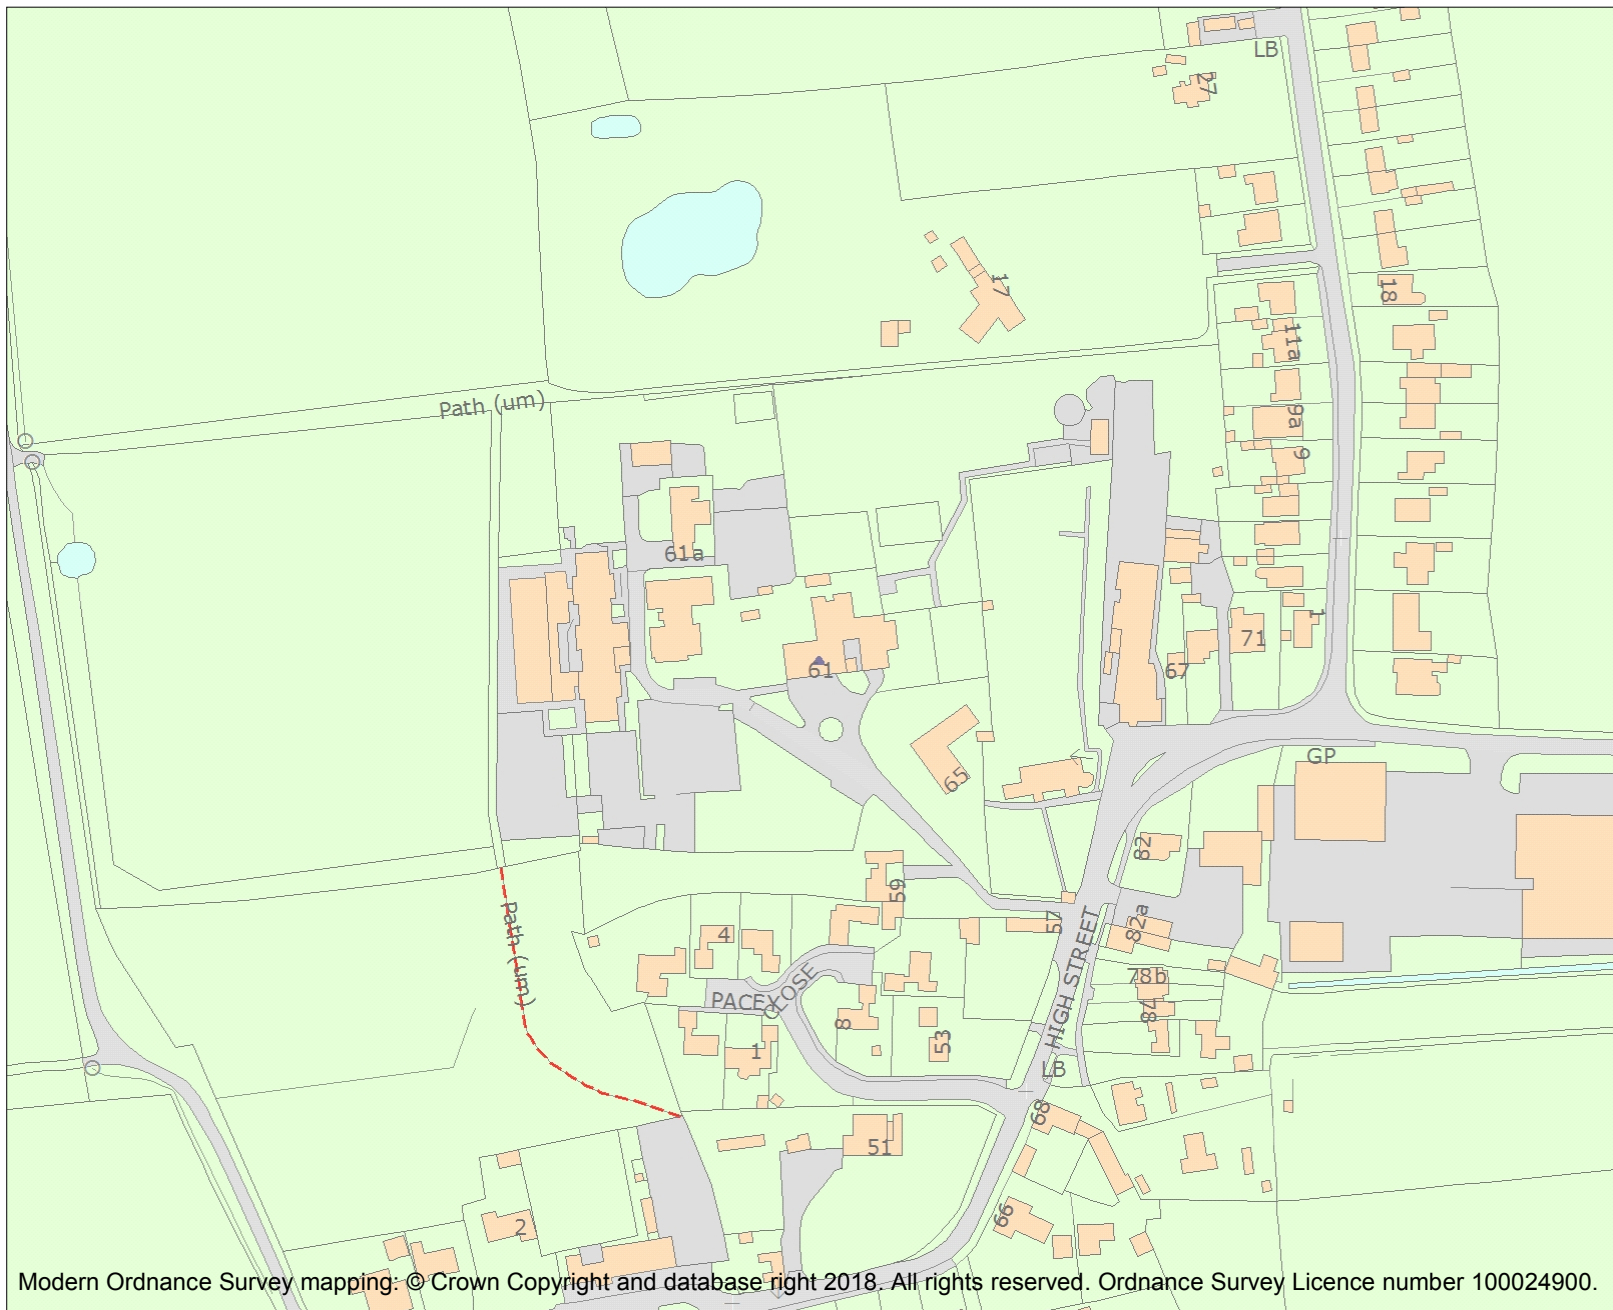 LB
27
17
18
11a
Path (um)
9a
9
61a
1
71
61
67
GP
65
82
59
57
82a
4
Path (um)
HIGH STREET
78b
PACEY
CLOSE
78
8
53
1
LB
68
51
66
2
Modern Ordnance Survey mapping: © Crown Copyright and database right 2018. All rights reserved. Ordnance Survey Licence number 100024900.